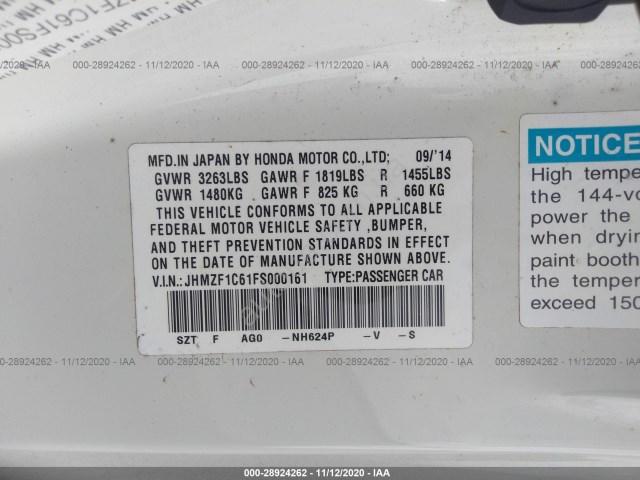 ZF1C61FS00
000-28924262 - 11/12/2020 - IAA
MFD.IN JAPAN BY HONDA MOTOR CO.,LTD; 09/'14
GVWR 3263LBS GAWR F 1819LBS R 1455LBS
GVWR 1480KG GAWR F 825 KG R 660 KG
THIS VEHICLE CONFORMS TO ALL APPLICABLE
FEDERAL MOTOR VEHICLE SAFETY ,BUMPER,
AND THEFT PREVENTION STANDARDS IN EFFECT
ON THE DATE OF MANUFACTURE SHOWN ABOVE.
V.I.N.: JHMZF1C61FS000161 TYPE:PASSENGER CAR
SZT F AG0 -NH624P -V -S
NOTICE
High tempe
the 144-vo
power the
when dryin
paint booth
the temper
exceed 150
000-28924262 - 11/12/2020 - IAA